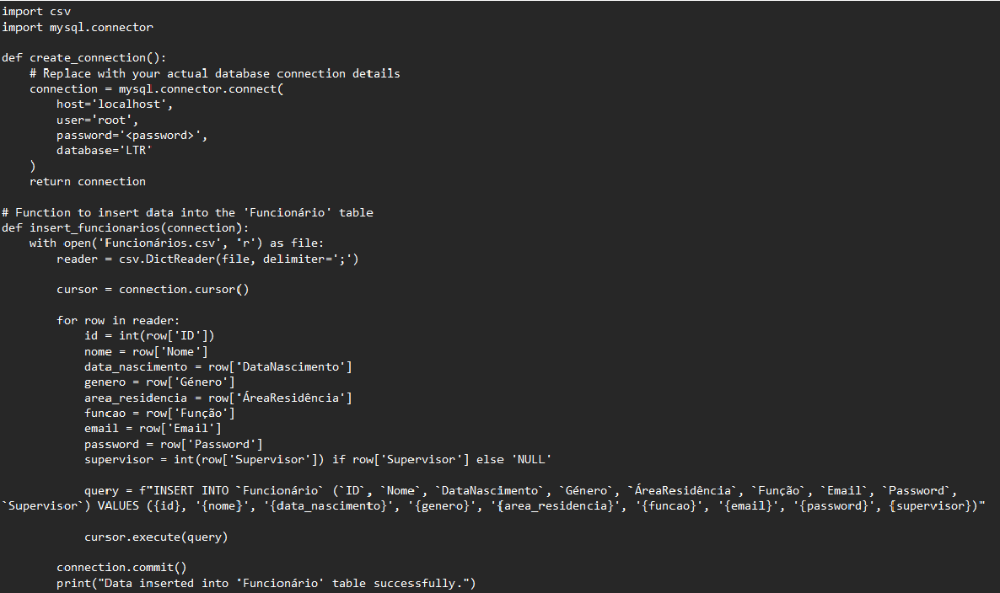 import csv
import mysql.connector

def create_connection():
    # Replace with your actual database connection details
    connection = mysql.connector.connect(
        host='localhost',
        user='root',
        password='<password>',
        database='LTR'
    )
    return connection

# Function to insert data into the 'Funcionário' table
def insert_funcionarios(connection):
    with open('Funcionários.csv', 'r') as file:
        reader = csv.DictReader(file, delimiter=';')

        cursor = connection.cursor()

        for row in reader:
            id = int(row['ID'])
            nome = row['Nome']
            data_nascimento = row['DataNascimento']
            genero = row['Género']
            area_residencia = row['ÁreaResidência']
            funcao = row['Função']
            email = row['Email']
            password = row['Password']
            supervisor = int(row['Supervisor']) if row['Supervisor'] else 'NULL'

            query = f"INSERT INTO `Funcionário` (`ID`, `Nome`, `DataNascimento`, `Género`, `ÁreaResidência`, `Função`, `Email`, `Password`,
`Supervisor`) VALUES ({id}, '{nome}', '{data_nascimento}', '{genero}', '{area_residencia}', '{funcao}', '{email}', '{password}', {supervisor})"

            cursor.execute(query)

        connection.commit()
        print("Data inserted into 'Funcionário' table successfully.")